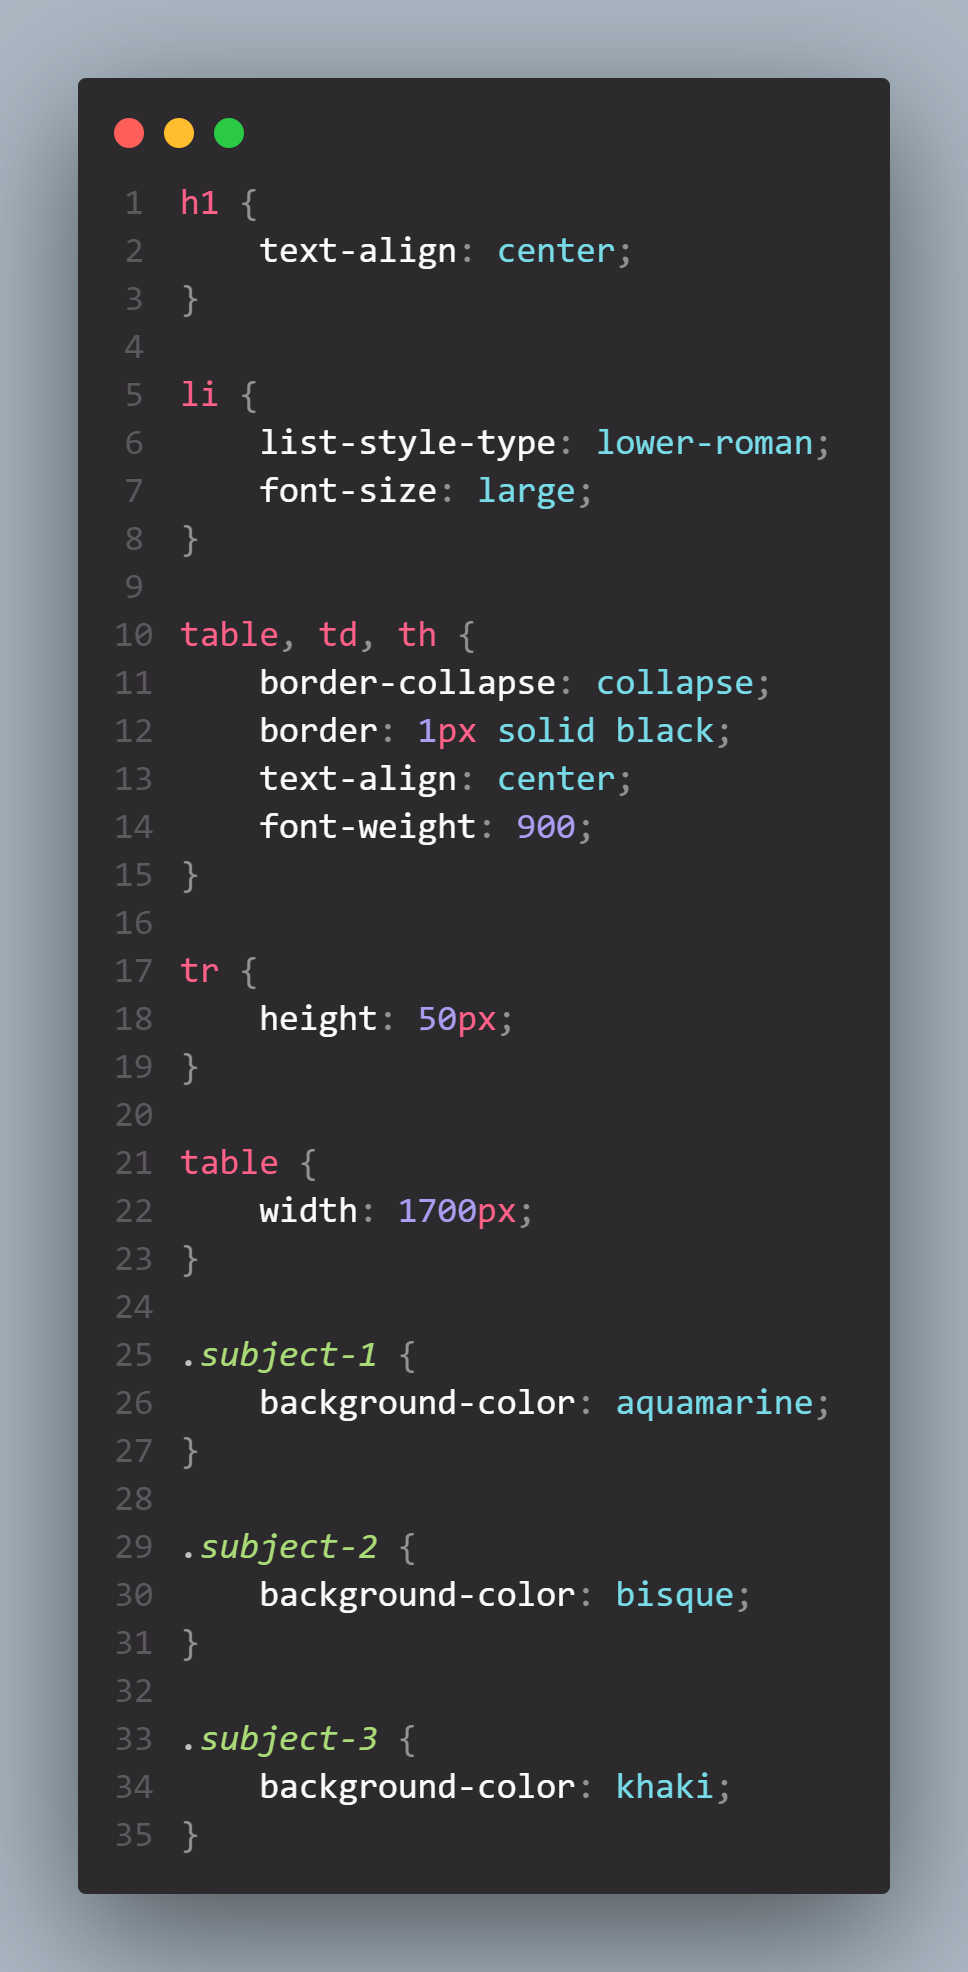 1 h1 {
2     text-align: center;
3 }
4
5 li {
6     list-style-type: lower-roman;
7     font-size: large;
8 }
9
10 table, td, th {
11     border-collapse: collapse;
12     border: 1px solid black;
13     text-align: center;
14     font-weight: 900;
15 }
16
17 tr {
18     height: 50px;
19 }
20
21 table {
22     width: 1700px;
23 }
24
25 .subject-1 {
26     background-color: aquamarine;
27 }
28
29 .subject-2 {
30     background-color: bisque;
31 }
32
33 .subject-3 {
34     background-color: khaki;
35 }